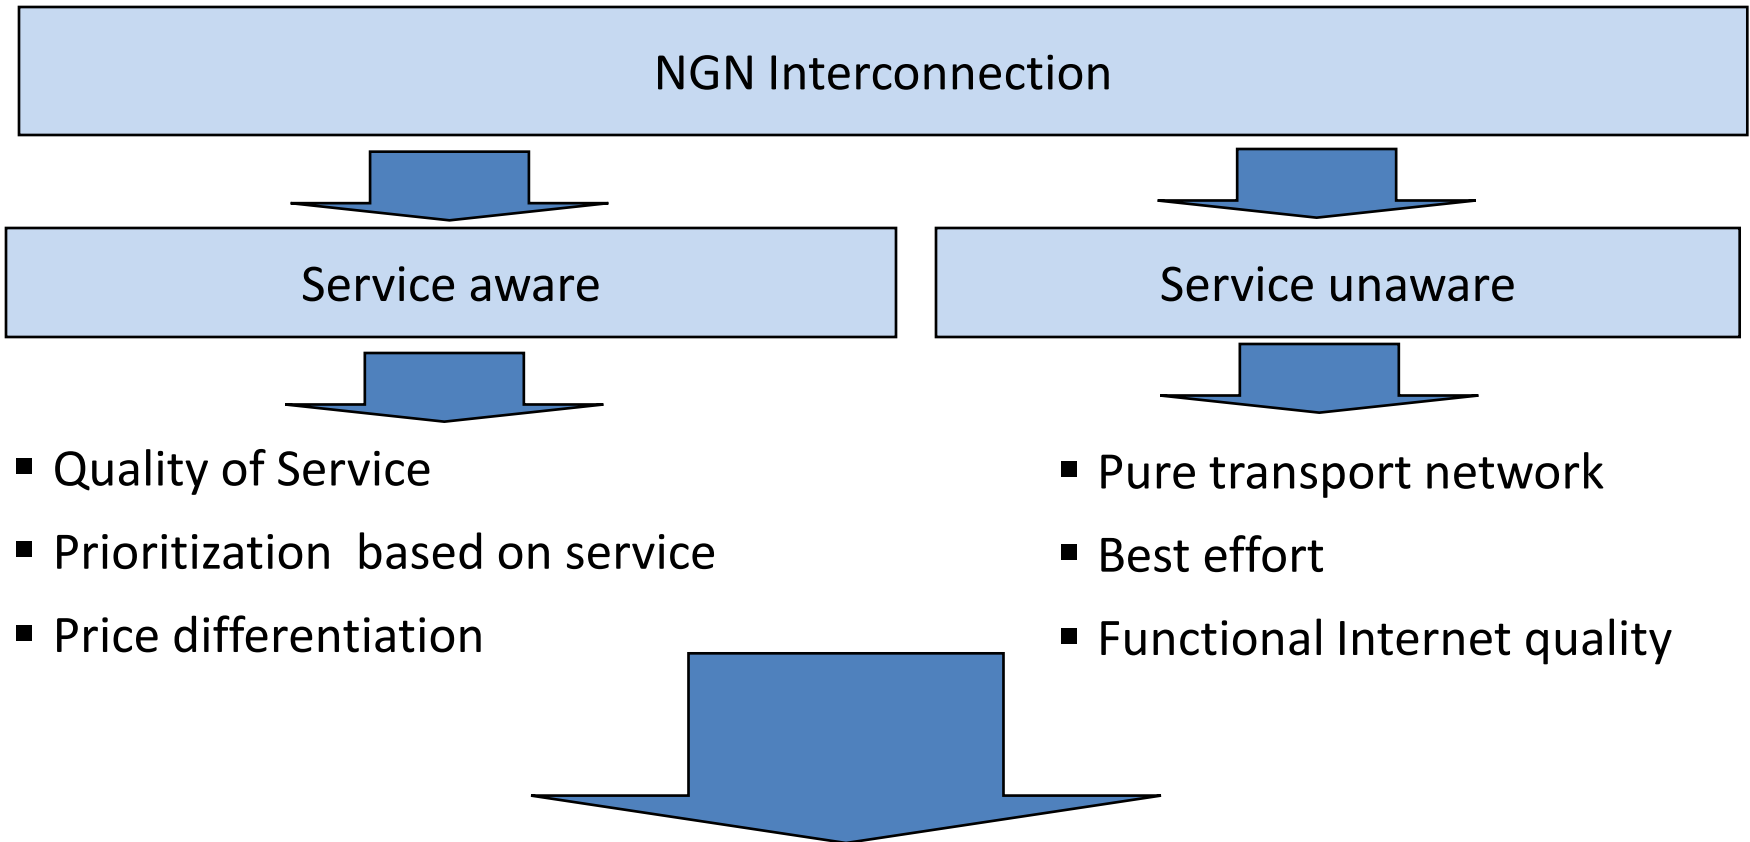 NGN Interconnection
Service aware
Service unaware
▪ Quality of Service
▪ Prioritization  based on service
▪ Price differentiation
▪ Pure transport network
▪ Best effort
▪ Functional Internet quality